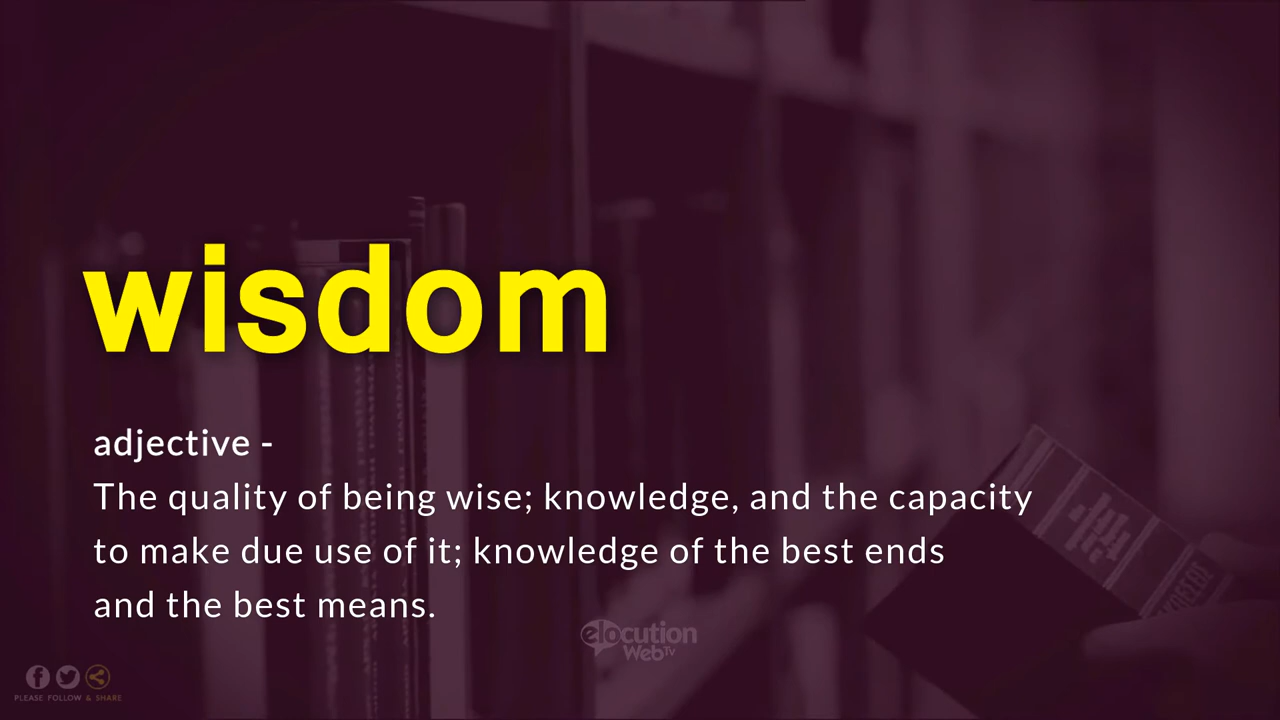 wisdom
adjective -
The quality of being wise; knowledge, and the capacity
to make due use of it; knowledge of the best ends
and the best means.
elocution
WebTv
PLEASE FOLLOW & SHARE